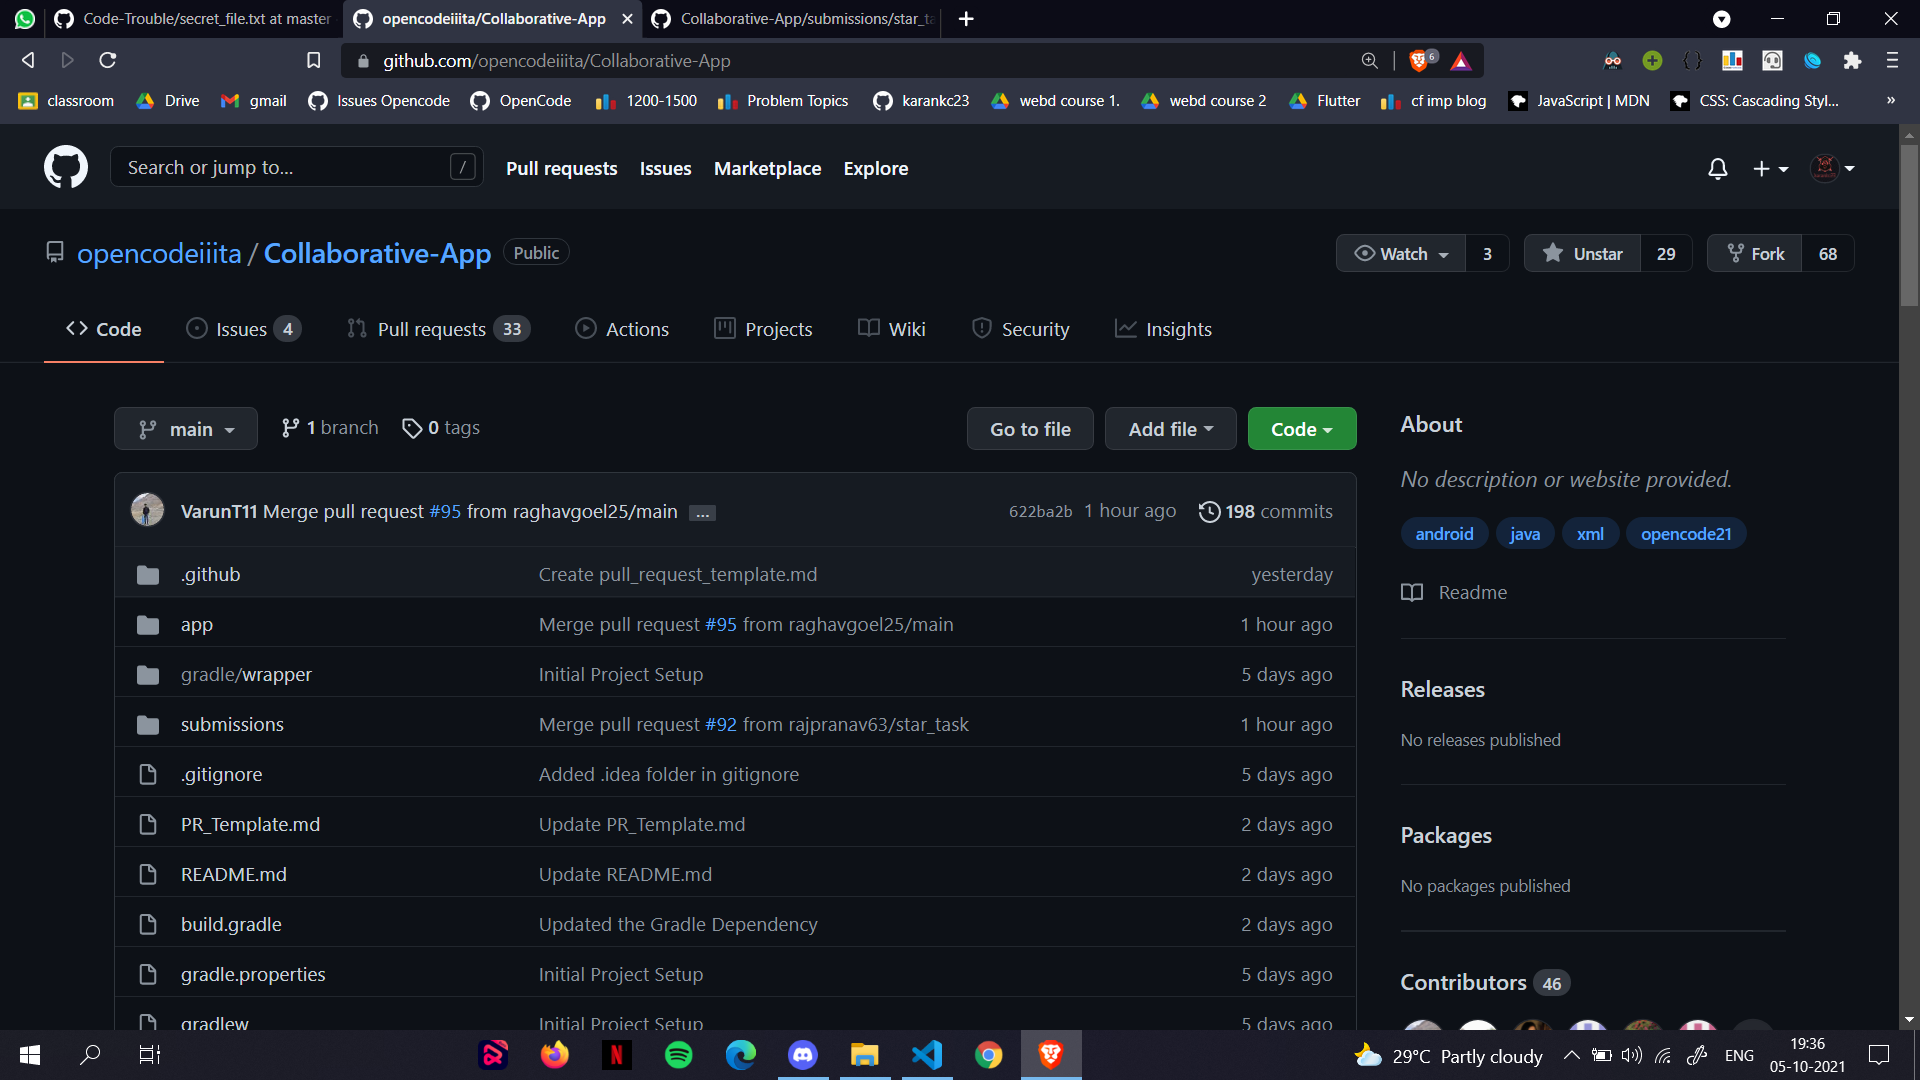 Code-Trouble/secret_file.txt at master
opencodeiiita/Collaborative-App
Collaborative-App/submissions/star_ta
github.com/opencodeiiita/Collaborative-App
6
classroom
Drive
gmail
Issues Opencode
OpenCode
1200-1500
Problem Topics
karankc23
webd course 1.
webd course 2
Flutter
cf imp blog
JavaScript | MDN
CSS: Cascading Styl...
»
Search or jump to...
/
Pull requests
Issues
Marketplace
Explore
opencodeiiita / Collaborative-App
Public
Watch
3
Unstar
29
Fork
68
Code
Issues 4
Pull requests 33
Actions
Projects
Wiki
Security
Insights
main
1 branch
0 tags
Go to file
Add file
Code
VarunT11 Merge pull request #95 from raghavgoel25/main ...
622ba2b 1 hour ago
198 commits
.github
Create pull_request_template.md
yesterday
app
Merge pull request #95 from raghavgoel25/main
1 hour ago
gradle/wrapper
Initial Project Setup
5 days ago
submissions
Merge pull request #92 from rajpranav63/star_task
1 hour ago
.gitignore
Added .idea folder in gitignore
5 days ago
PR_Template.md
Update PR_Template.md
2 days ago
README.md
Update README.md
2 days ago
build.gradle
Updated the Gradle Dependency
2 days ago
gradle.properties
Initial Project Setup
5 days ago
gradlew
Initial Project Setup
5 days ago
About
No description or website provided.
android
java
xml
opencode21
Readme
Releases
No releases published
Packages
No packages published
Contributors 46
29°C Partly cloudy
ENG
19:36
05-10-2021